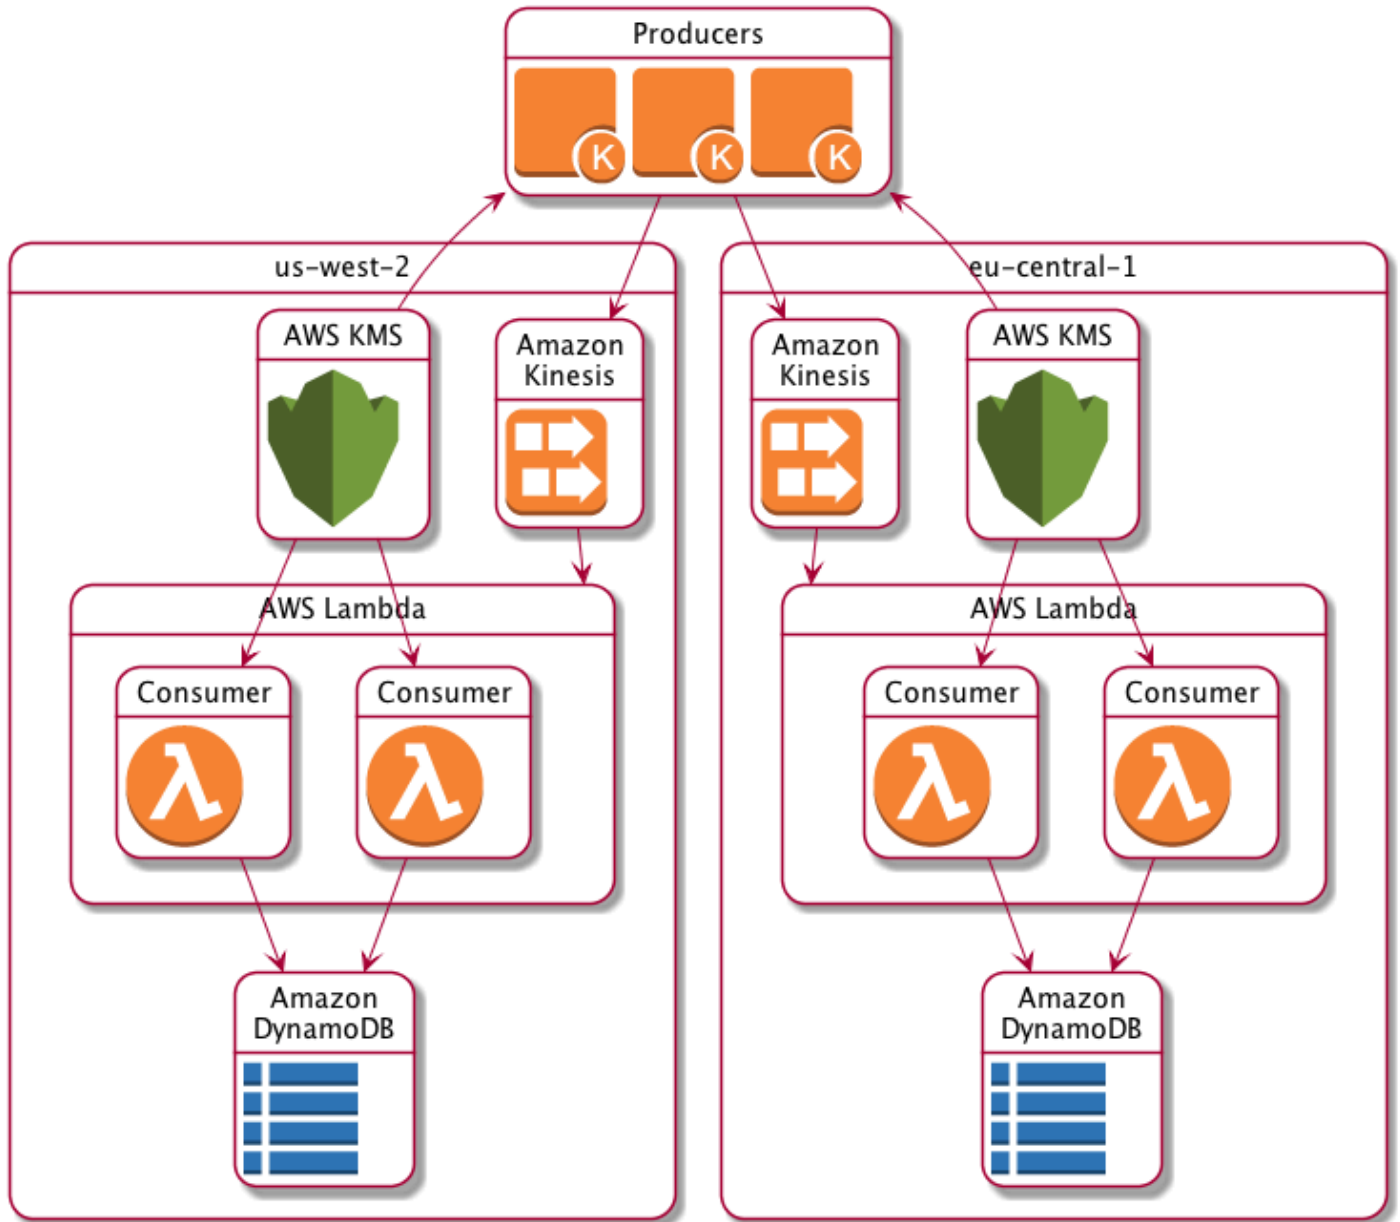 Producers
K
K
K
us-west-2
AWS KMS
Amazon
Kinesis
AWS Lambda
Consumer
λ
Consumer
λ
Amazon
DynamoDB
eu-central-1
Amazon
Kinesis
AWS KMS
AWS Lambda
Consumer
λ
Consumer
λ
Amazon
DynamoDB